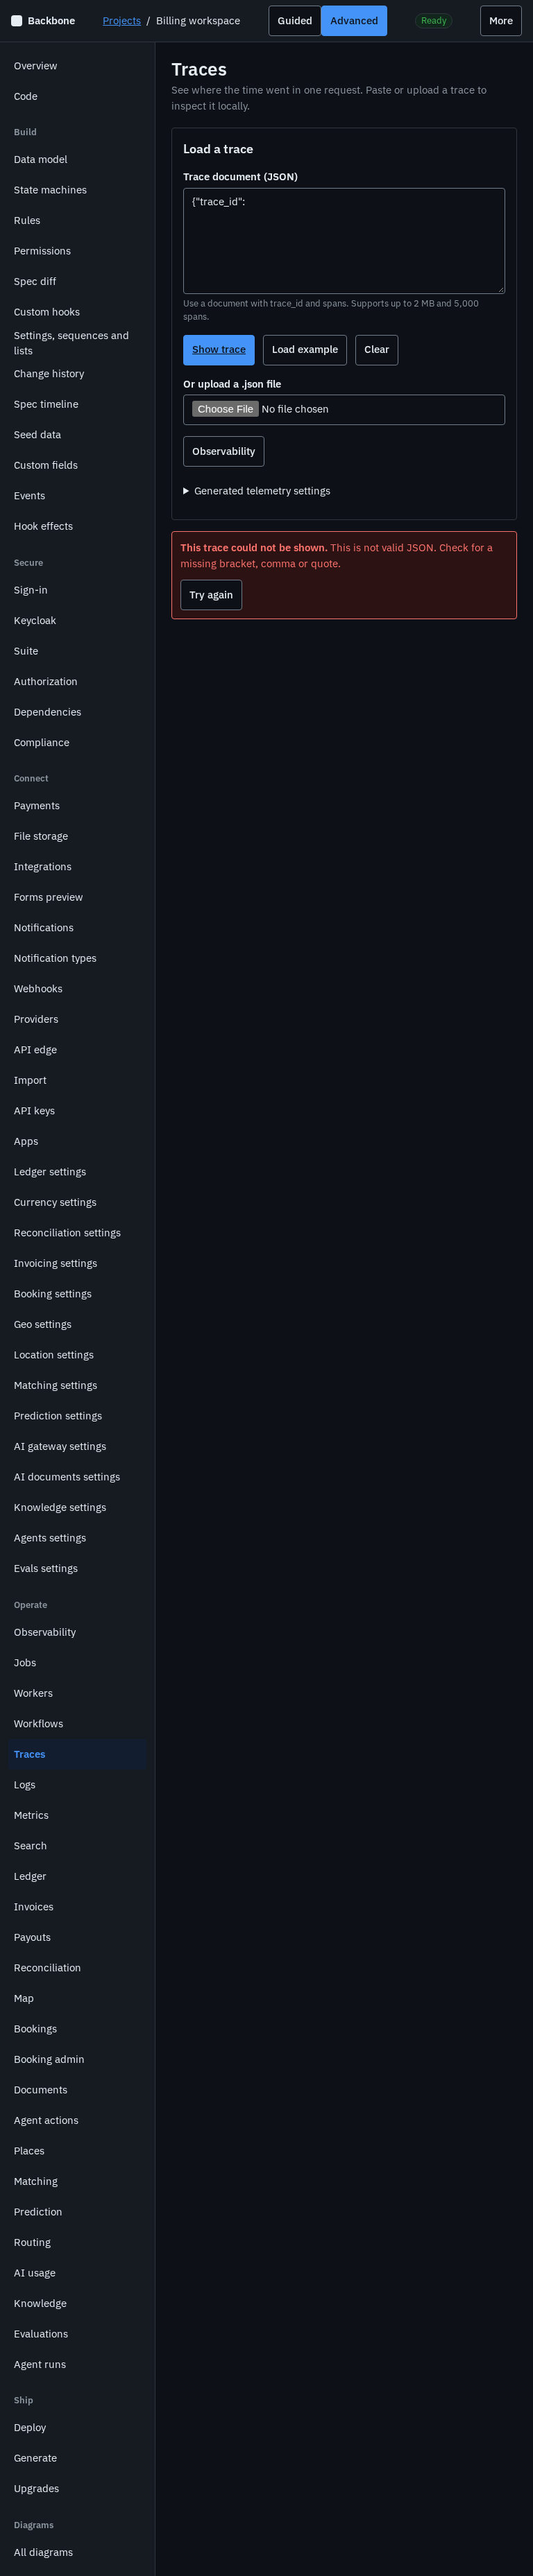 Backbone
Projects / Billing workspace
Guided
Advanced
Ready
More
Overview
Code
Build
Data model
State machines
Rules
Permissions
Spec diff
Custom hooks
Settings, sequences and
lists
Change history
Spec timeline
Seed data
Custom fields
Events
Hook effects
Secure
Sign-in
Keycloak
Suite
Authorization
Dependencies
Compliance
Connect
Payments
File storage
Integrations
Forms preview
Notifications
Notification types
Webhooks
Providers
API edge
Import
API keys
Apps
Ledger settings
Currency settings
Reconciliation settings
Invoicing settings
Booking settings
Geo settings
Location settings
Matching settings
Prediction settings
AI gateway settings
AI documents settings
Knowledge settings
Agents settings
Evals settings
Operate
Observability
Jobs
Workers
Workflows
Traces
Logs
Metrics
Search
Ledger
Invoices
Payouts
Reconciliation
Map
Bookings
Booking admin
Documents
Agent actions
Places
Matching
Prediction
Routing
AI usage
Knowledge
Evaluations
Agent runs
Ship
Deploy
Generate
Upgrades
Diagrams
All diagrams
Traces
See where the time went in one request. Paste or upload a trace to
inspect it locally.
Load a trace
Trace document (JSON)
{"trace_id":
Use a document with trace_id and spans. Supports up to 2 MB and 5,000
spans.
Show trace
Load example
Clear
Or upload a .json file
Choose File No file chosen
Observability
Generated telemetry settings
This trace could not be shown. This is not valid JSON. Check for a
missing bracket, comma or quote.
Try again